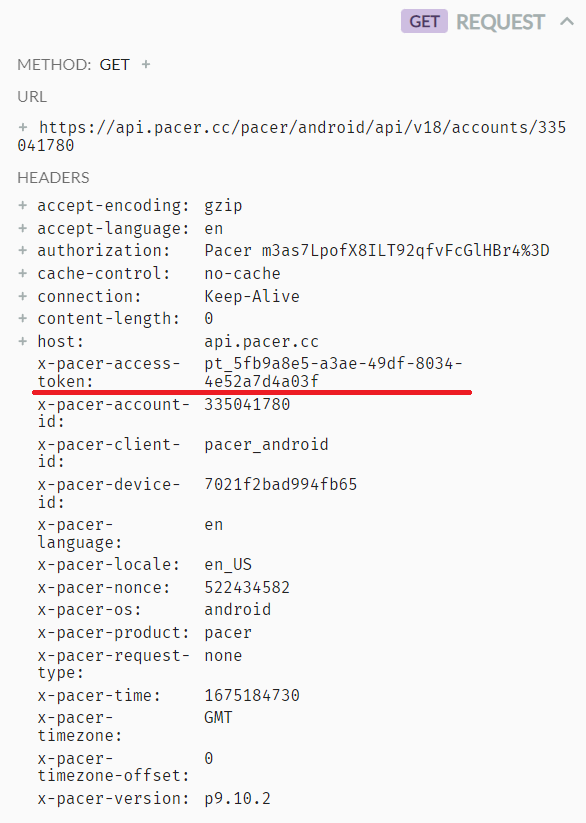 GET REQUEST
METHOD: GET +
URL
+ https://api.pacer.cc/pacer/android/api/v18/accounts/335
041780
HEADERS
+ accept-encoding: gzip
+ accept-language: en
+ authorization: Pacer m3as7LpofX8ILT92qfvFcGlHBr4%3D
+ cache-control: no-cache
+ connection: Keep-Alive
+ content-length: 0
+ host: api.pacer.cc
x-pacer-access- pt_5fb9a8e5-a3ae-49df-8034-
token: 4e52a7d4a03f
x-pacer-account- 335041780
id:
x-pacer-client- pacer_android
id:
x-pacer-device- 7021f2bad994fb65
id:
x-pacer- en
language:
x-pacer-locale: en_US
x-pacer-nonce: 522434582
x-pacer-os: android
x-pacer-product: pacer
x-pacer-request- none
type:
x-pacer-time: 1675184730
x-pacer- GMT
timezone:
x-pacer- 0
timezone-offset:
x-pacer-version: p9.10.2